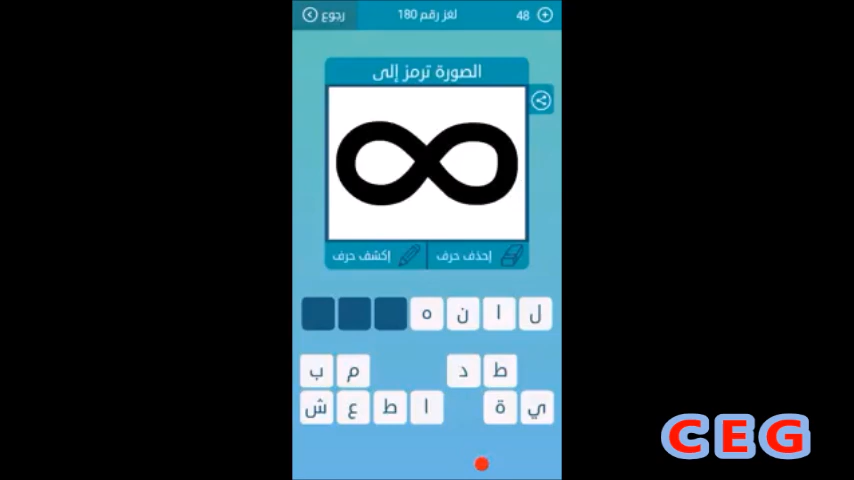 48 لغز رقم 180 رجوع
الصورة ترمز إلى
إحذف حرف إكشف حرف
ل ا ن ه
ط د م ب
ي ة ا ط ع ش
CEG